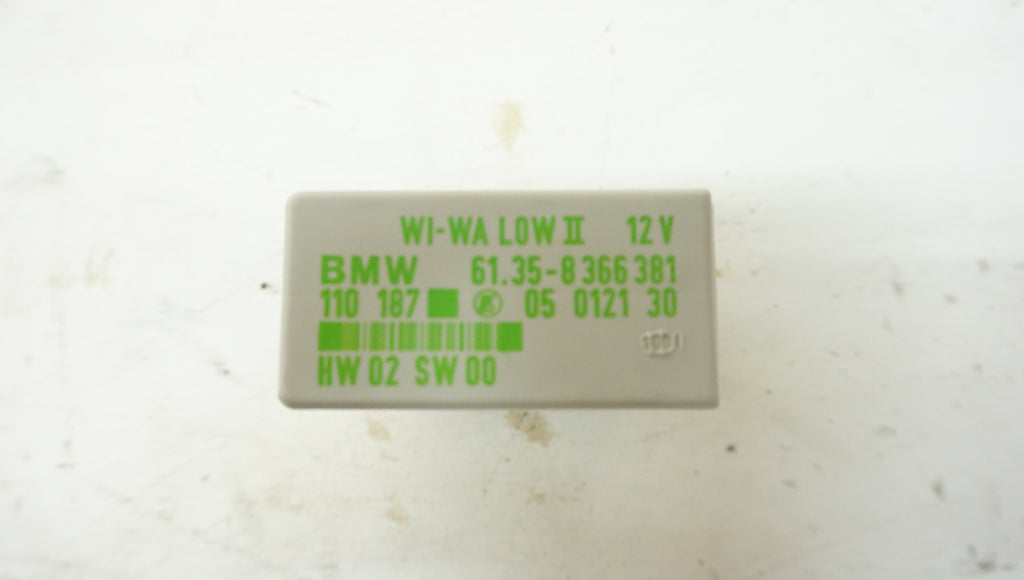 WI-WA LOW II 12 V
BMW 61.35-8 366 381
110 187 05 0121 30
HW 02 SW 00